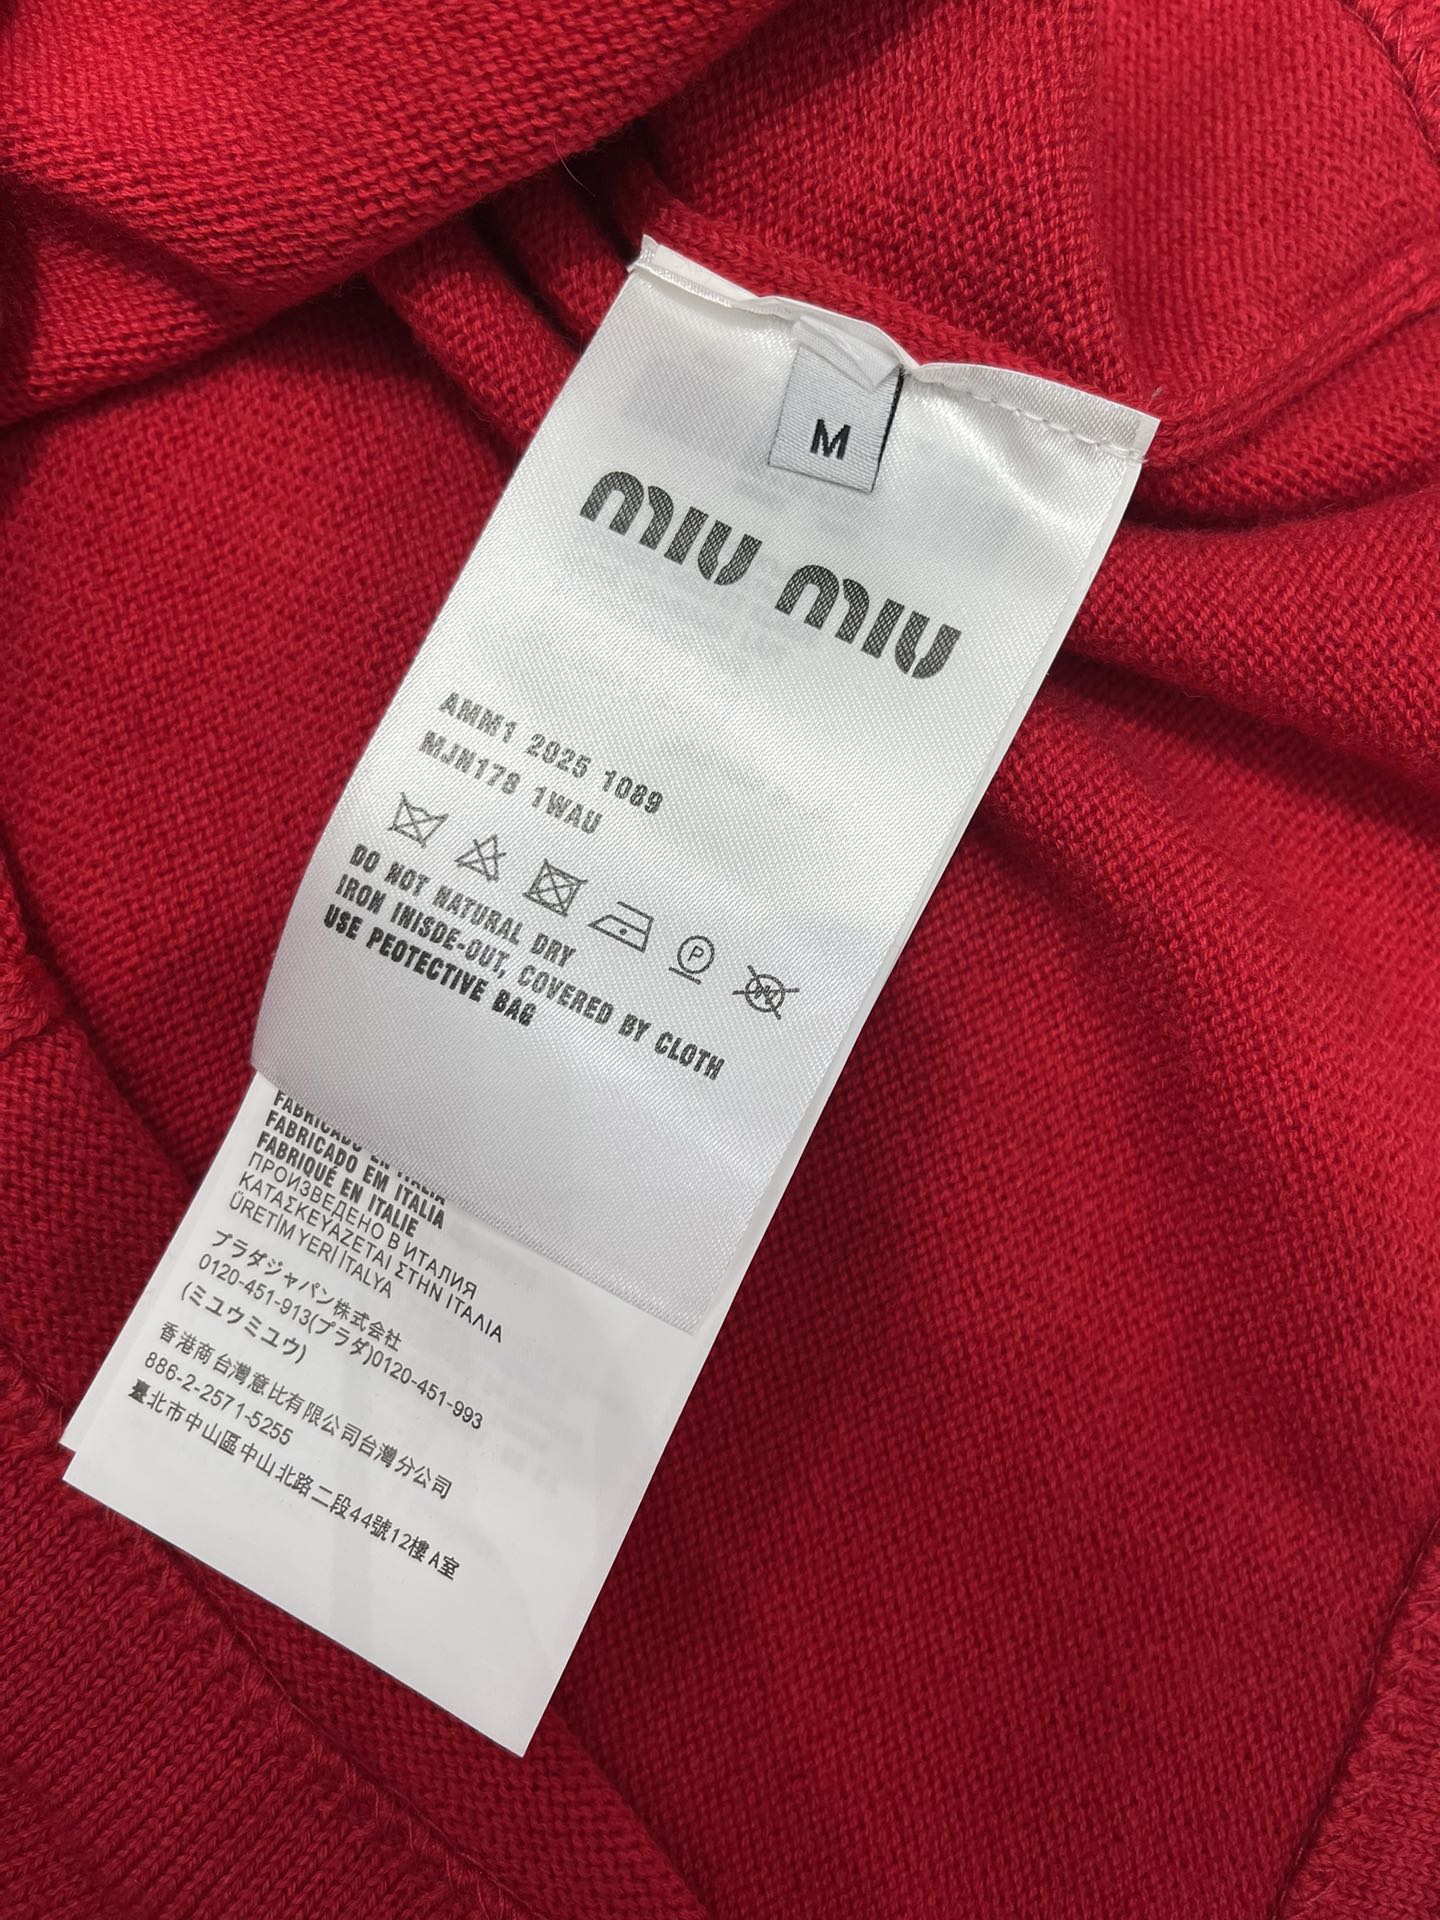 M
miu miu
AMM1 2025 1089
MJN178 1WAU
P
DO NOT NATURAL DRY
IRON INISDE-OUT, COVERED BY CLOTH
USE PEOTECTIVE BAG
FABRICADO EN ITALIA
FABRICADO EM ITALIA
FABRIQUÉ EN ITALIE
ПРОИЗВЕДЕНО В ИТАЛИЯ
ΚΑΤΑΣΚΕΥΑΖΕΤΑΙ ΣΤΗΝ ΙΤΑΛΙΑ
ÜRETİM YERİ İTALYA
プラダジャパン株式会社
0120-451-913(プラダ)0120-451-993
(ミユウミユウ)
香港商台灣意比有限公司台灣分公司
886-2-2571-5255
臺北市中山區中山北路二段44號12樓A室